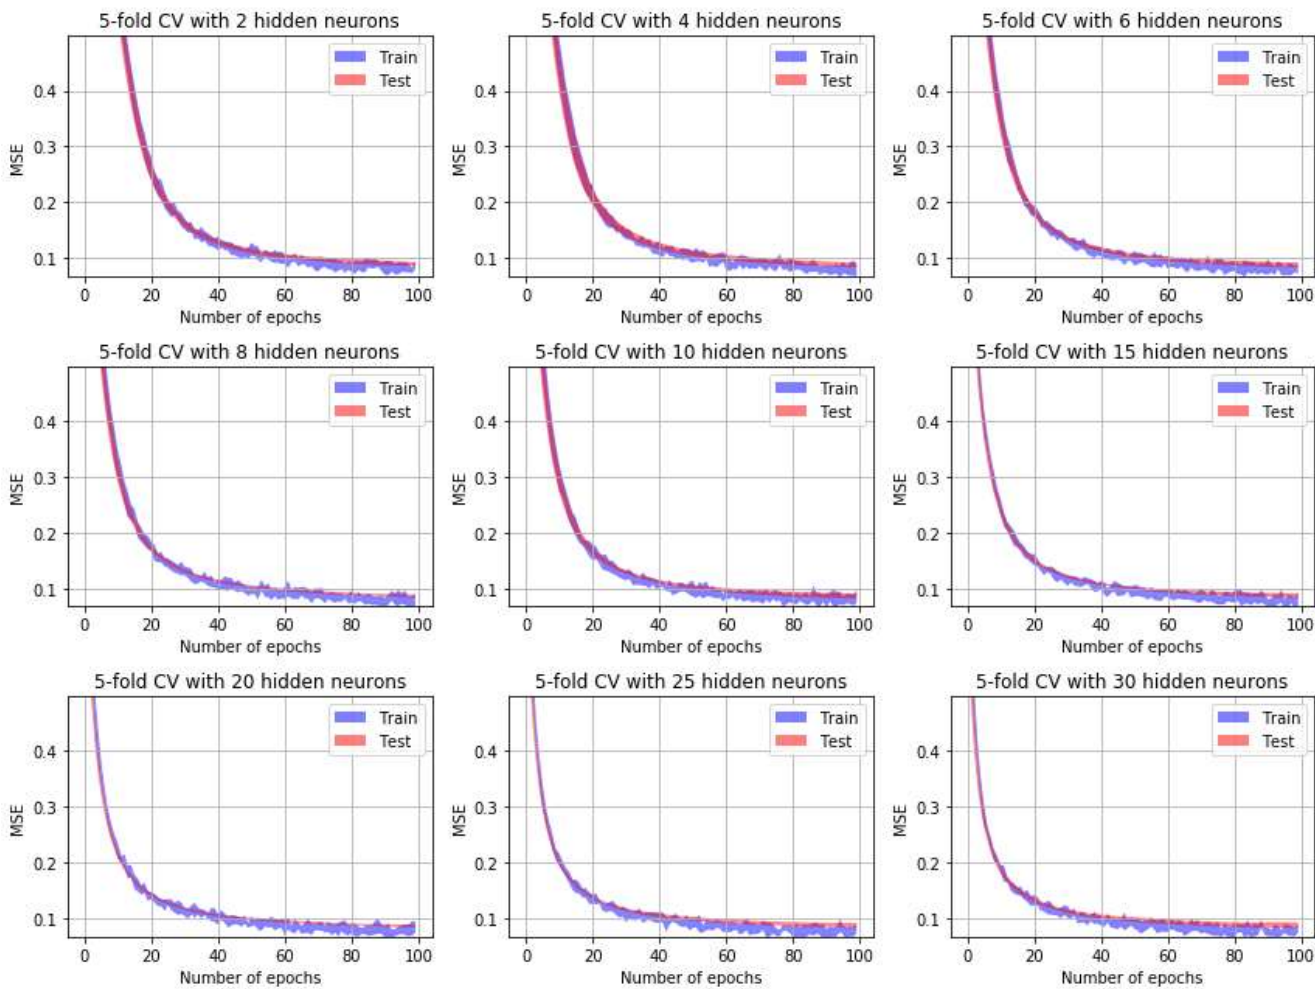 5-fold CV with 2 hidden neurons
Train
Test
0.4
0.3
0.2
0.1
MSE
0 20 40 60 80 100
Number of epochs
5-fold CV with 4 hidden neurons
Train
Test
0.4
0.3
0.2
0.1
MSE
0 20 40 60 80 100
Number of epochs
5-fold CV with 6 hidden neurons
Train
Test
0.4
0.3
0.2
0.1
MSE
0 20 40 60 80 100
Number of epochs
5-fold CV with 8 hidden neurons
Train
Test
0.4
0.3
0.2
0.1
MSE
0 20 40 60 80 100
Number of epochs
5-fold CV with 10 hidden neurons
Train
Test
0.4
0.3
0.2
0.1
MSE
0 20 40 60 80 100
Number of epochs
5-fold CV with 15 hidden neurons
Train
Test
0.4
0.3
0.2
0.1
MSE
0 20 40 60 80 100
Number of epochs
5-fold CV with 20 hidden neurons
Train
Test
0.4
0.3
0.2
0.1
MSE
0 20 40 60 80 100
Number of epochs
5-fold CV with 25 hidden neurons
Train
Test
0.4
0.3
0.2
0.1
MSE
0 20 40 60 80 100
Number of epochs
5-fold CV with 30 hidden neurons
Train
Test
0.4
0.3
0.2
0.1
MSE
0 20 40 60 80 100
Number of epochs